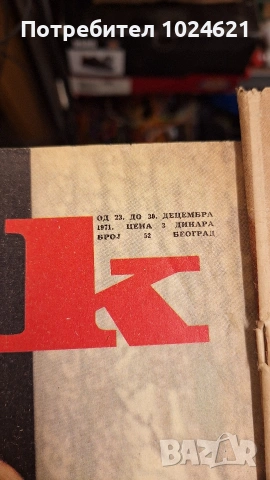 Потребител 1024621
ОД 23. ДО 30. ДЕЦЕМБРА
1971. ЦЕНА 3 ДИНАРА
БРОЈ 52 БЕОГРАД
k
BAZAR